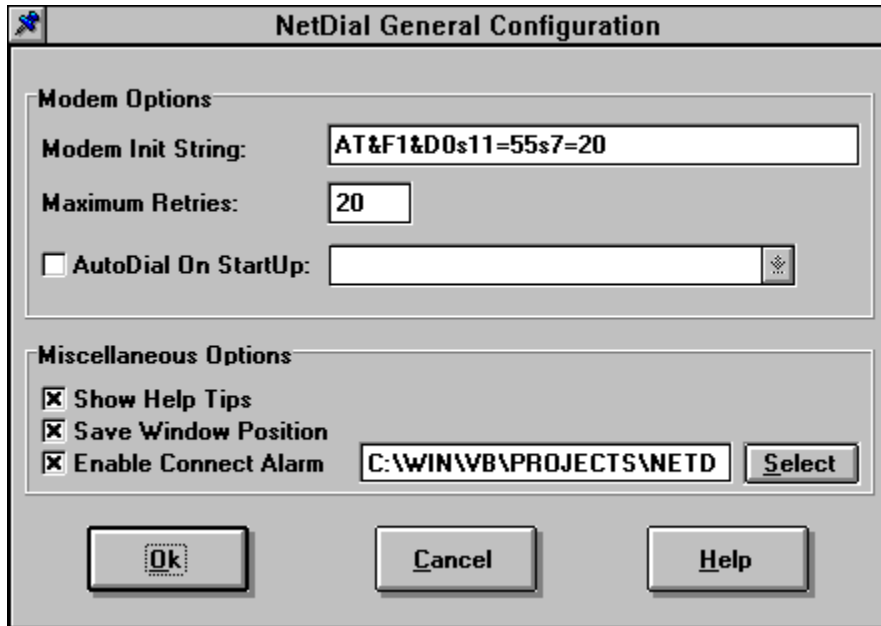 NetDial General Configuration
Modem Options
Modem Init String: AT&F1&D0s11=55s7=20
Maximum Retries: 20
AutoDial On StartUp:
Miscellaneous Options
Show Help Tips
Save Window Position
Enable Connect Alarm C:\WIN\VB\PROJECTS\NETD Select
Ok Cancel Help